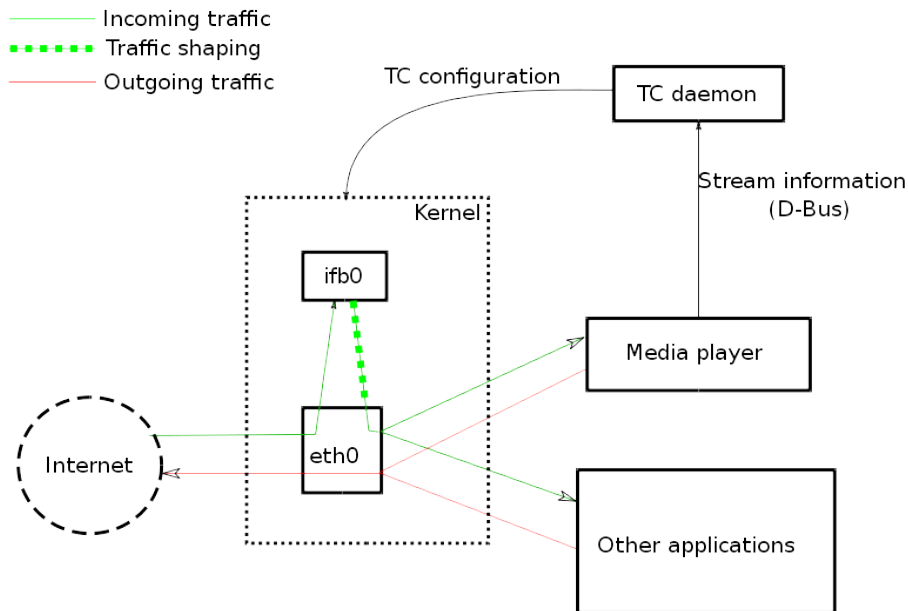 Incoming traffic
Traffic shaping
Outgoing traffic
TC configuration
TC daemon
Stream information
(D-Bus)
Kernel
ifb0
Media player
Internet
eth0
Other applications